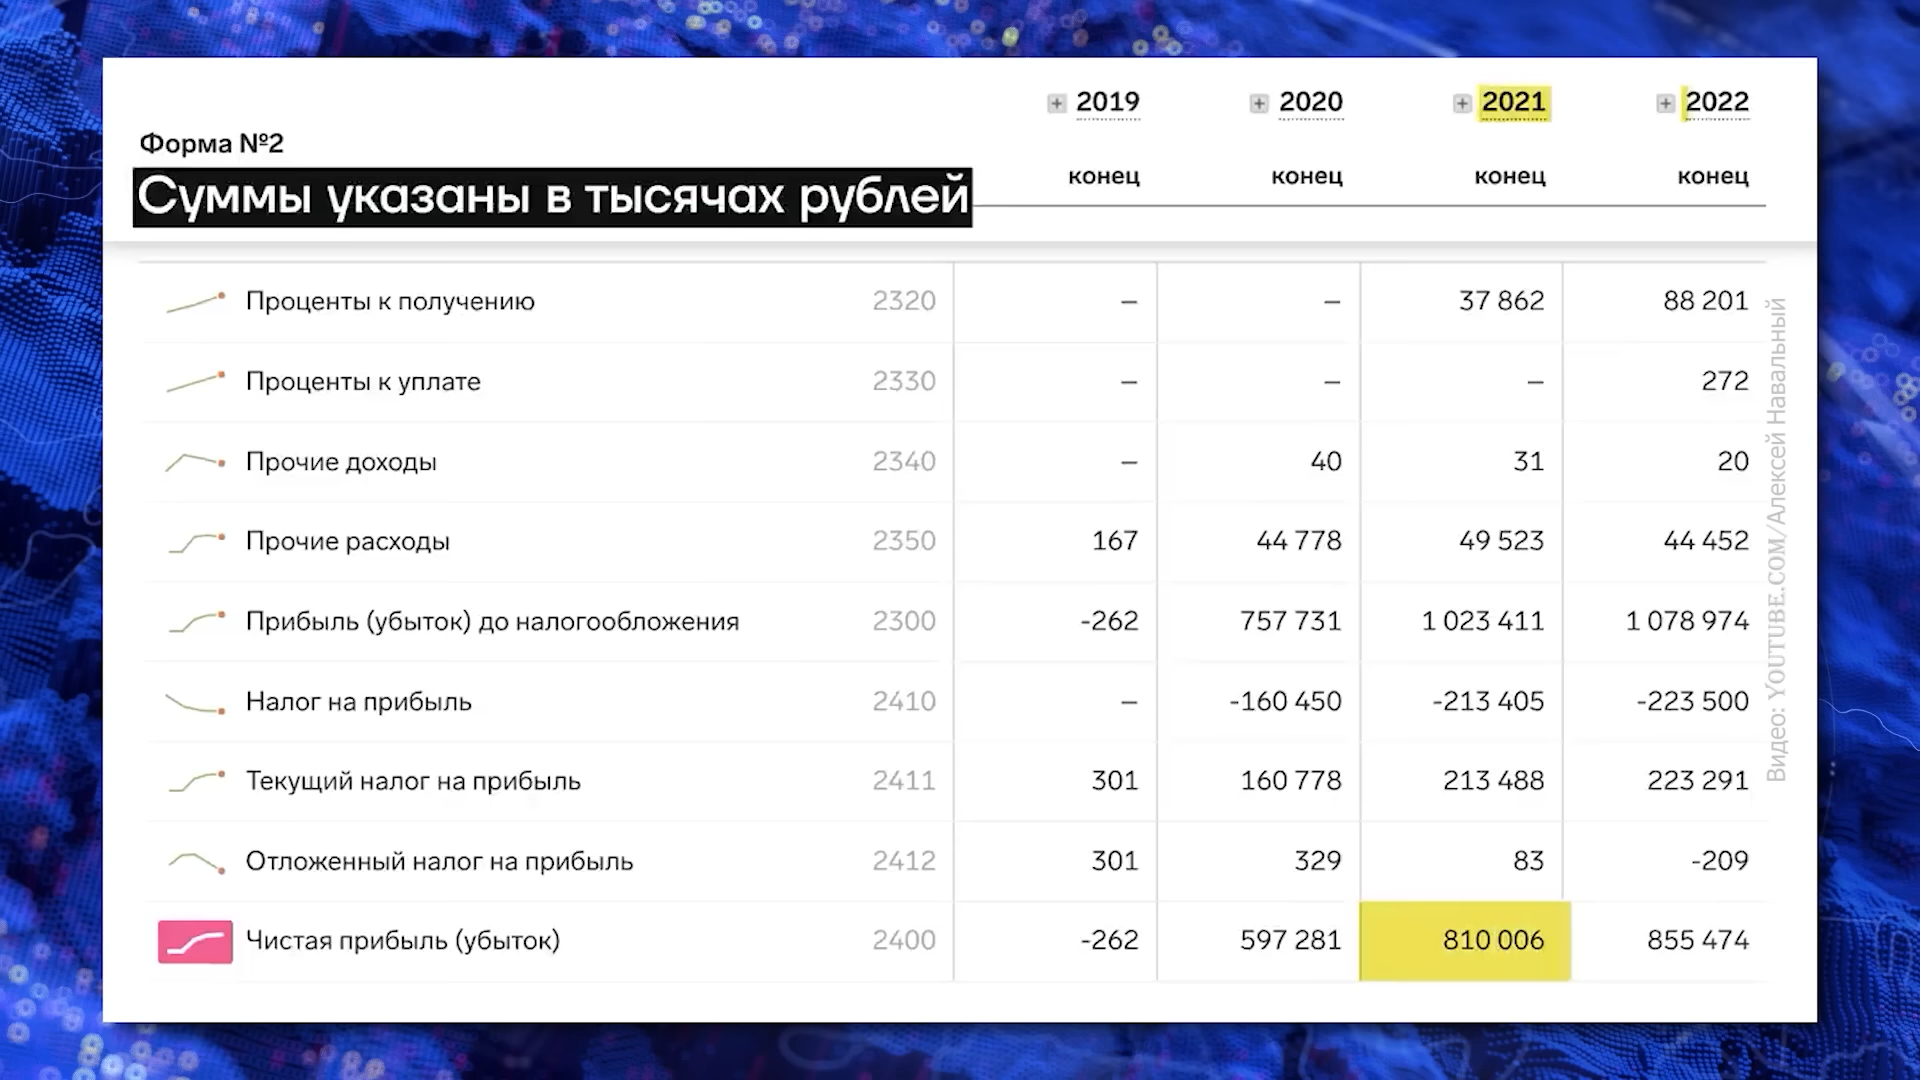 2019 2020 2021 2022
Форма №2
конец конец конец конец
Суммы указаны в тысячах рублей
Проценты к получению 2320 – – 37 862 88 201
Проценты к уплате 2330 – – – 272
Прочие доходы 2340 – 40 31 20
Прочие расходы 2350 167 44 778 49 523 44 452
Прибыль (убыток) до налогообложения 2300 -262 757 731 1 023 411 1 078 974
Налог на прибыль 2410 – -160 450 -213 405 -223 500
Текущий налог на прибыль 2411 301 160 778 213 488 223 291
Отложенный налог на прибыль 2412 301 329 83 -209
Чистая прибыль (убыток) 2400 -262 597 281 810 006 855 474
Видео: YOUTUBE.COM/Алексей Навальный